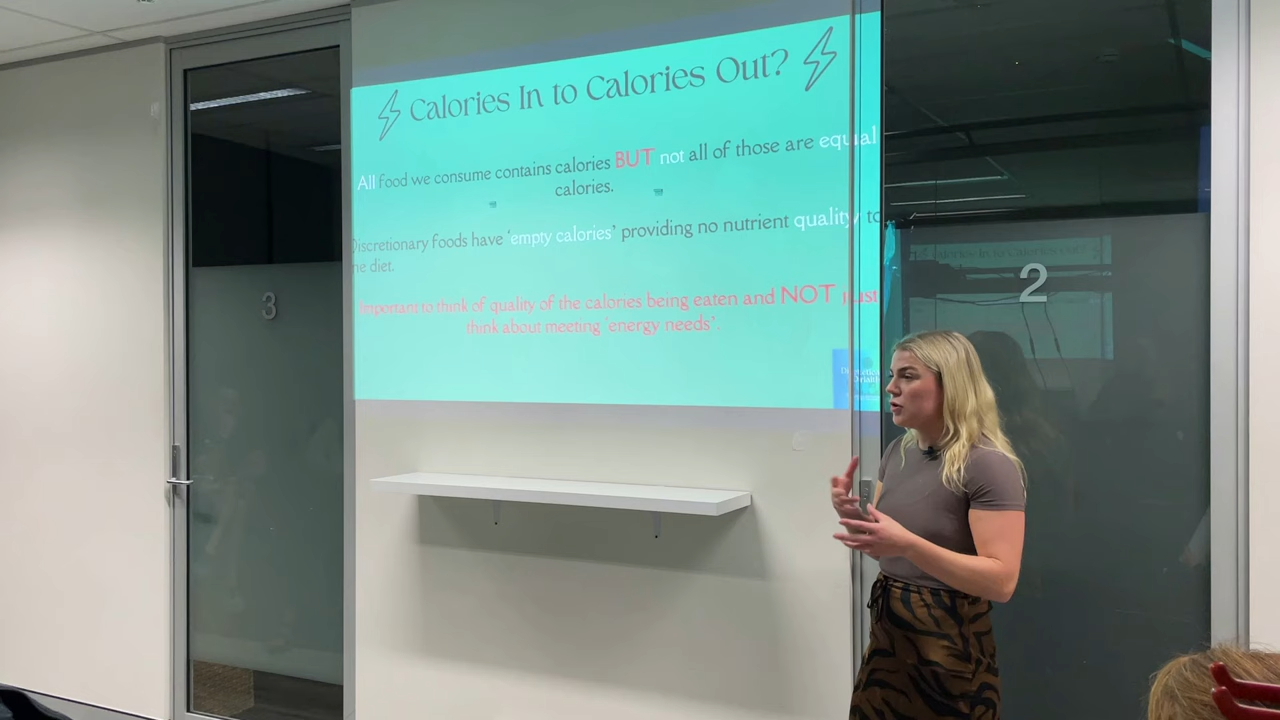 Calories In to Calories Out?
All food we consume contains calories BUT not all of those are equal
calories.
Discretionary foods have 'empty calories' providing no nutrient quality to
he diet.
Important to think of quality of the calories being eaten and NOT just
think about meeting 'energy needs'.
3
2